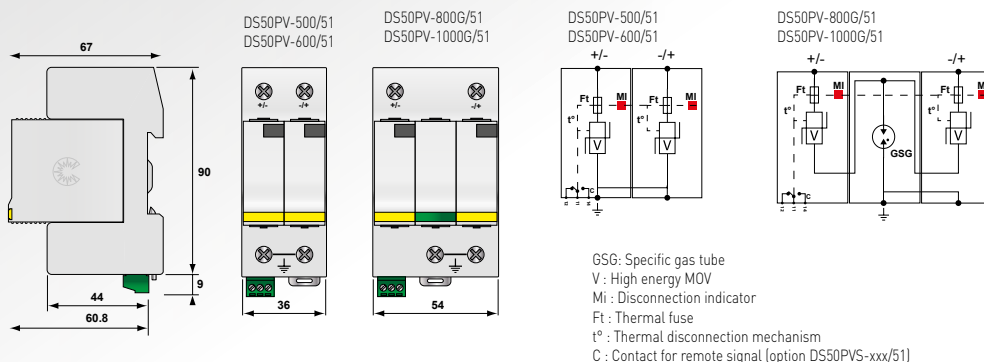 DS50PV-500/51
DS50PV-600/51
DS50PV-800G/51
DS50PV-1000G/51
DS50PV-500/51
DS50PV-600/51
DS50PV-800G/51
DS50PV-1000G/51
67
90
9
44
60.8
+/-
-/+
36
+/-
-/+
54
+/-
-/+
Ft
MI
Ft
MI
t°
t°
V
V
C
+/-
-/+
Ft
MI
Ft
MI
t°
t°
V
V
GSG
C
12
11
14
GSG: Specific gas tube
V : High energy MOV
Mi : Disconnection indicator
Ft : Thermal fuse
t° : Thermal disconnection mechanism
C : Contact for remote signal (option DS50PVS-xxx/51)